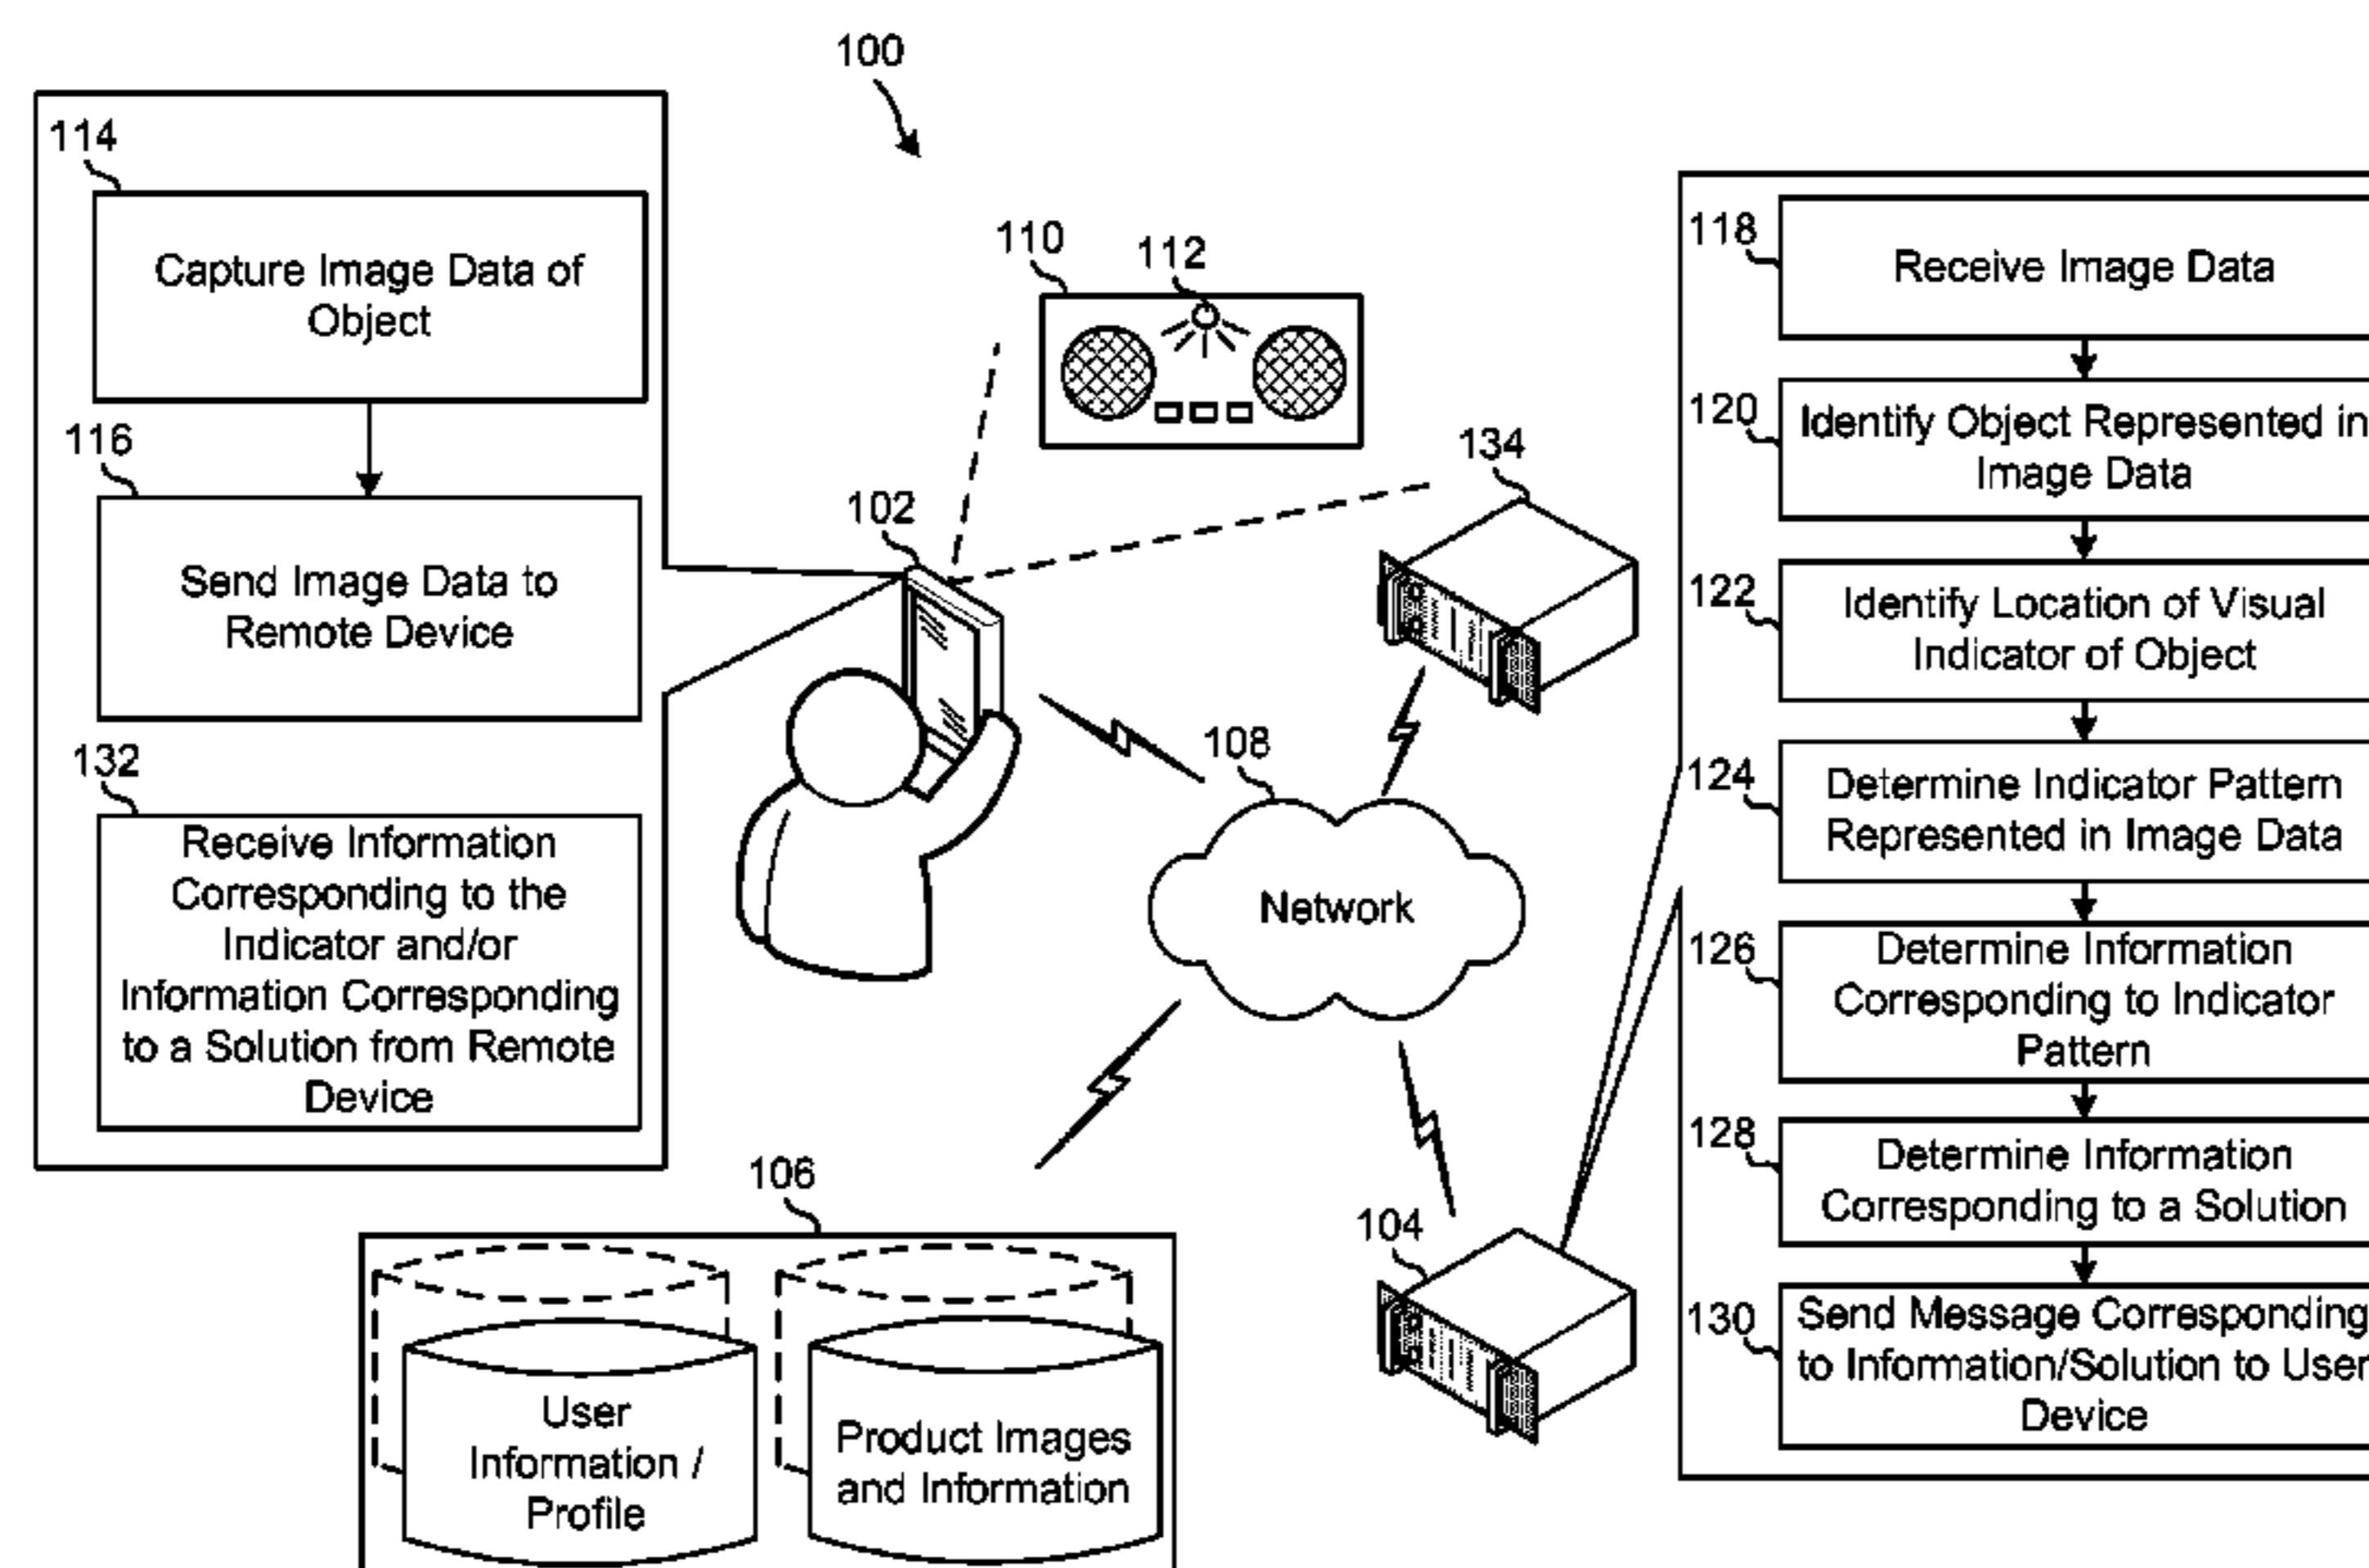 100
114
Capture Image Data of
Object
116
Send Image Data to
Remote Device
132
Receive Information
Corresponding to the
Indicator and/or
Information Corresponding
to a Solution from Remote
Device
110
112
102
134
108
Network
106
User
Information /
Profile
Product Images
and Information
104
118
Receive Image Data
120
Identify Object Represented in
Image Data
122
Identify Location of Visual
Indicator of Object
124
Determine Indicator Pattern
Represented in Image Data
126
Determine Information
Corresponding to Indicator
Pattern
128
Determine Information
Corresponding to a Solution
130
Send Message Corresponding
to Information/Solution to User
Device